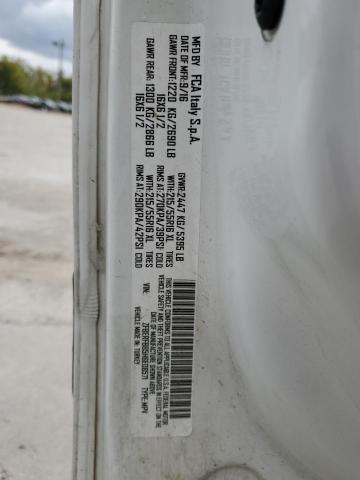 MFD BY FCA Italy S.p.A.
DATE OF MFR: 9/16 GVWR: 2447 KG/5395 LB
GAWR FRONT: 1220 KG/2690 LB WITH: 215/55R16 XL TIRES
16X6 1/2 RIMS AT: 270KPA/39PSI COLD
GAWR REAR: 1300 KG/2866 LB WITH: 215/55R16 XL TIRES
16X6 1/2 RIMS AT: 290KPA/42PSI COLD
THIS VEHICLE CONFORMS TO ALL APPLICABLE U.S.A. FEDERAL MOTOR VEHICLE
SAFETY, BUMPER AND THEFT PREVENTION STANDARDS
IN EFFECT ON THE DATE OF MANUFACTURE SHOWN ABOVE
MADE IN: TURKEY
VIN: TYPE: MPV